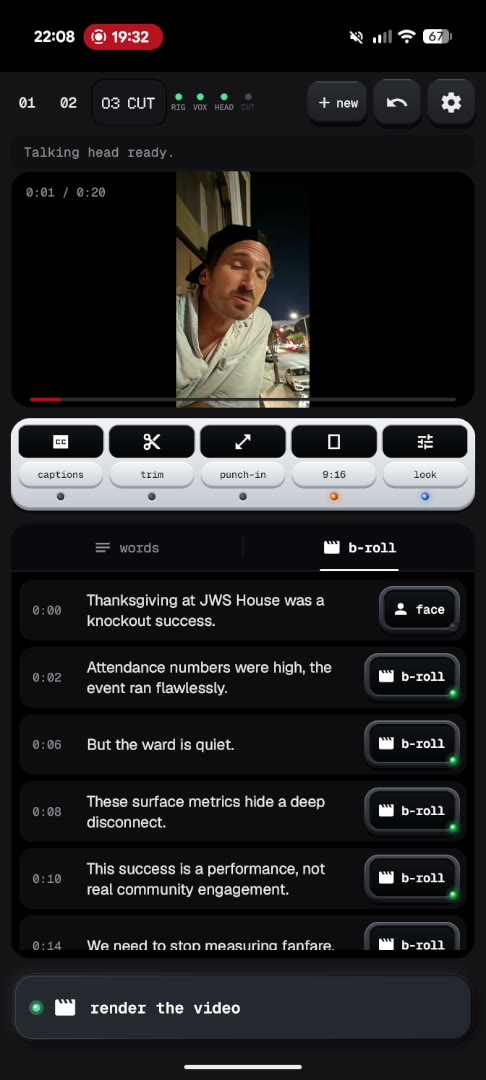 22:08 19:32 67
01 02 03 CUT RIG VOX HEAD CUT + new
Talking head ready.
0:01 / 0:20
CC
captions trim punch-in 9:16 look
words b-roll
0:00 Thanksgiving at JWS House was a
knockout success.
face
0:02 Attendance numbers were high, the
event ran flawlessly.
b-roll
0:06 But the ward is quiet.
b-roll
0:08 These surface metrics hide a deep
disconnect.
b-roll
0:10 This success is a performance, not
real community engagement.
b-roll
0:14 We need to stop measuring fanfare.
b-roll
render the video